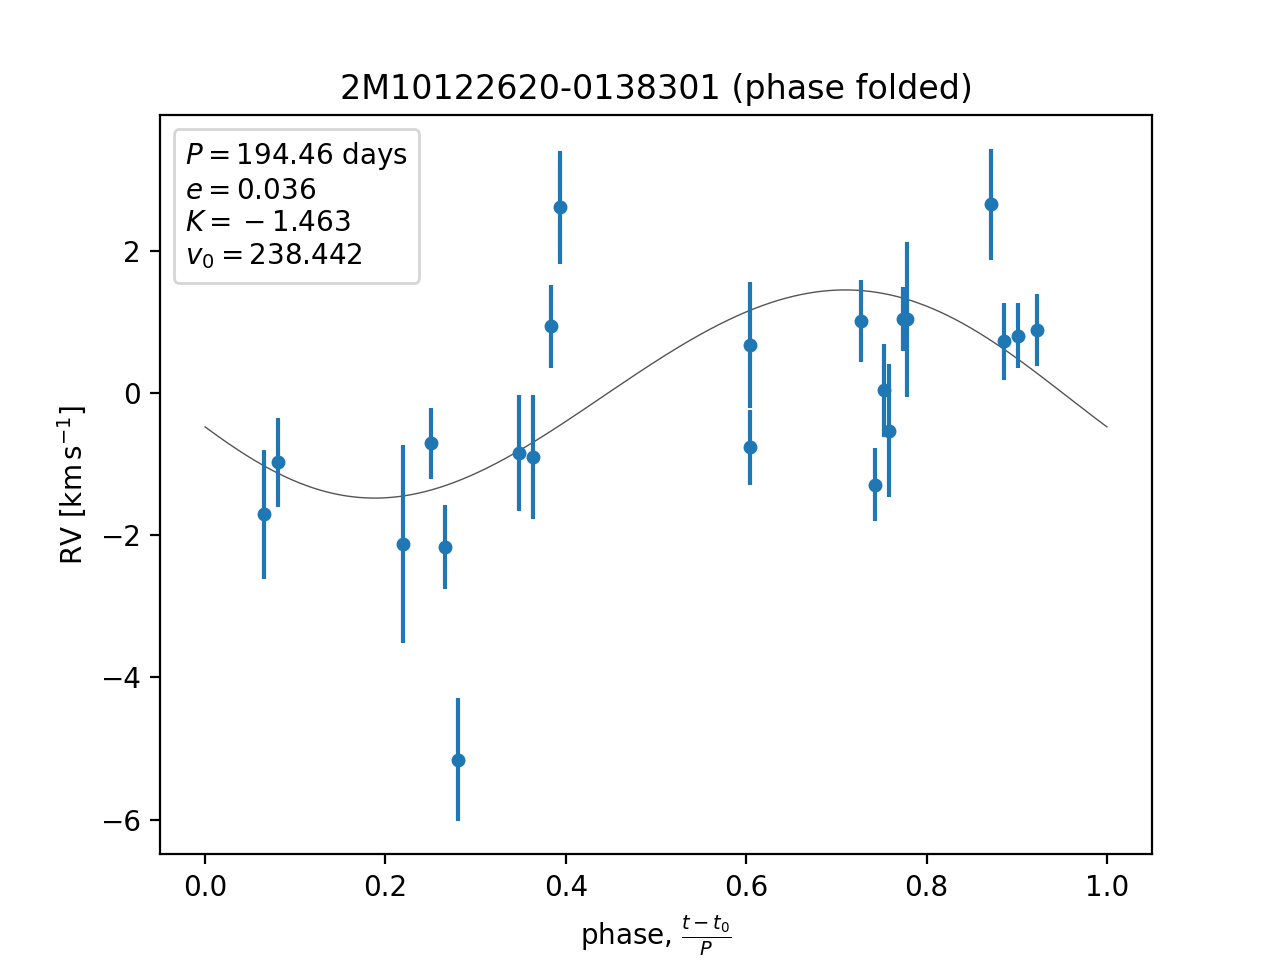 2M10122620-0138301 (phase folded)
P = 194.46 days
e = 0.036
K = −1.463
v₀ = 238.442
RV [km s⁻¹]
2
0
−2
−4
−6
0.0 0.2 0.4 0.6 0.8 1.0
phase, (t − t₀)/P